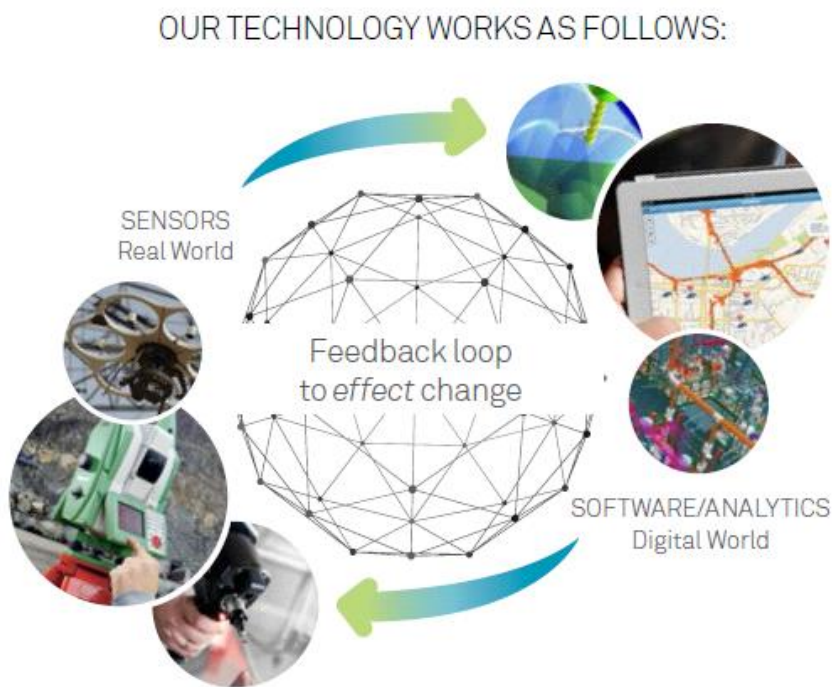 OUR TECHNOLOGY WORKS AS FOLLOWS:
SENSORS
Real World
Feedback loop
to effect change
SOFTWARE/ANALYTICS
Digital World